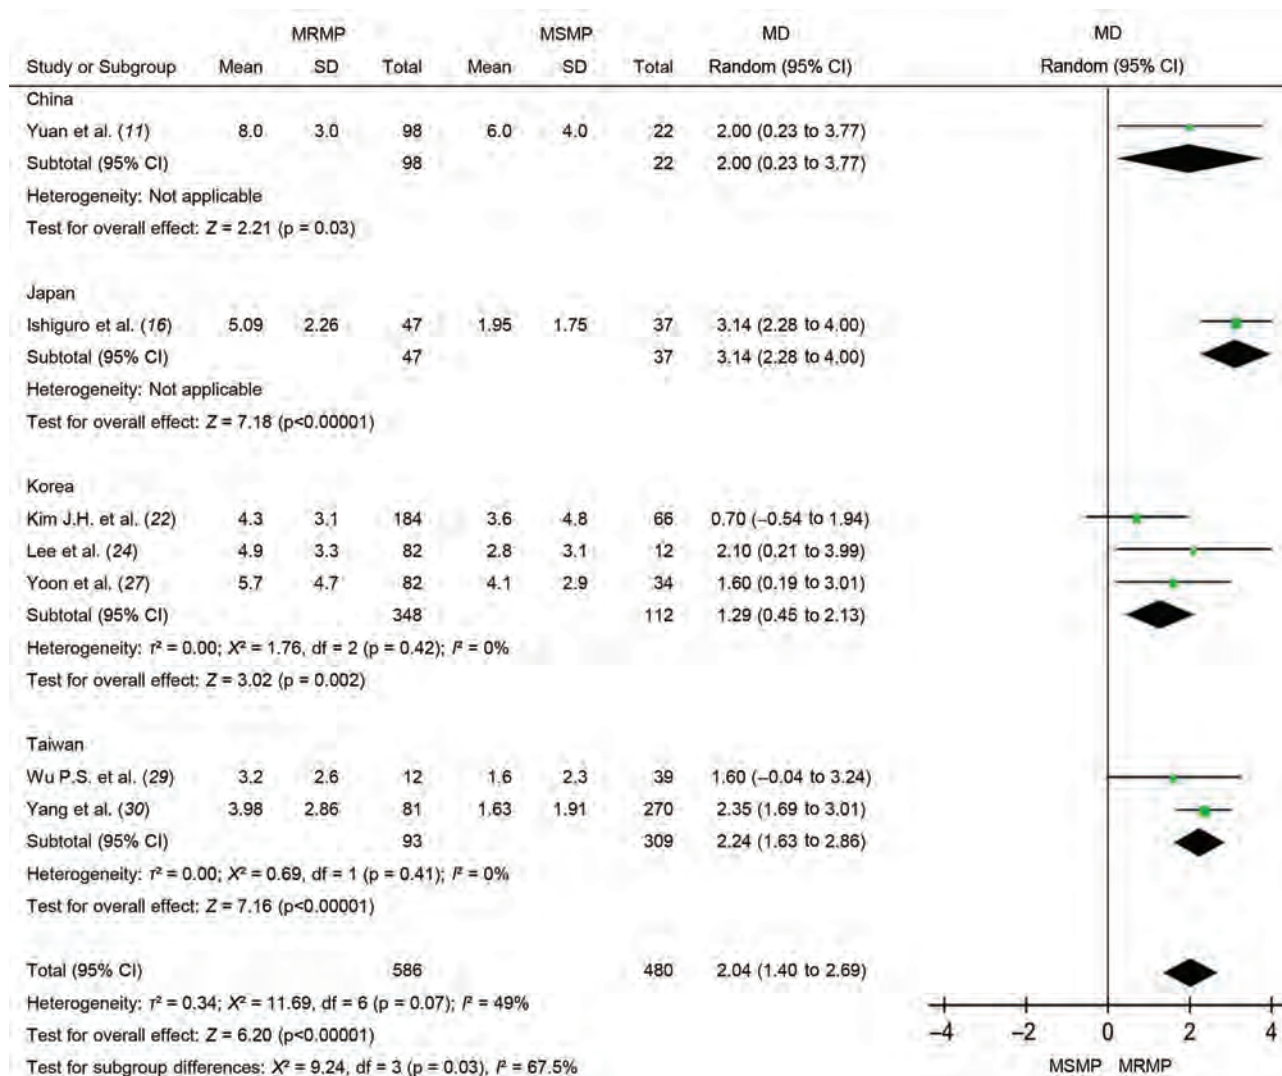 MRMP MSMP MD MD
Study or Subgroup Mean SD Total Mean SD Total Random (95% CI) Random (95% CI)
China
Yuan et al. (11) 8.0 3.0 98 6.0 4.0 22 2.00 (0.23 to 3.77)
Subtotal (95% CI) 98 22 2.00 (0.23 to 3.77)
Heterogeneity: Not applicable
Test for overall effect: Z = 2.21 (p = 0.03)
Japan
Ishiguro et al. (16) 5.09 2.26 47 1.95 1.75 37 3.14 (2.28 to 4.00)
Subtotal (95% CI) 47 37 3.14 (2.28 to 4.00)
Heterogeneity: Not applicable
Test for overall effect: Z = 7.18 (p<0.00001)
Korea
Kim J.H. et al. (22) 4.3 3.1 184 3.6 4.8 66 0.70 (−0.54 to 1.94)
Lee et al. (24) 4.9 3.3 82 2.8 3.1 12 2.10 (0.21 to 3.99)
Yoon et al. (27) 5.7 4.7 82 4.1 2.9 34 1.60 (0.19 to 3.01)
Subtotal (95% CI) 348 112 1.29 (0.45 to 2.13)
Heterogeneity: τ² = 0.00; X² = 1.76, df = 2 (p = 0.42); I² = 0%
Test for overall effect: Z = 3.02 (p = 0.002)
Taiwan
Wu P.S. et al. (29) 3.2 2.6 12 1.6 2.3 39 1.60 (−0.04 to 3.24)
Yang et al. (30) 3.98 2.86 81 1.63 1.91 270 2.35 (1.69 to 3.01)
Subtotal (95% CI) 93 309 2.24 (1.63 to 2.86)
Heterogeneity: τ² = 0.00; X² = 0.69, df = 1 (p = 0.41); I² = 0%
Test for overall effect: Z = 7.16 (p<0.00001)
Total (95% CI) 586 480 2.04 (1.40 to 2.69)
Heterogeneity: τ² = 0.34; X² = 11.69, df = 6 (p = 0.07); I² = 49%
Test for overall effect: Z = 6.20 (p<0.00001)
Test for subgroup differences: X² = 9.24, df = 3 (p = 0.03), I² = 67.5%
−4 −2 0 2 4
MSMP MRMP